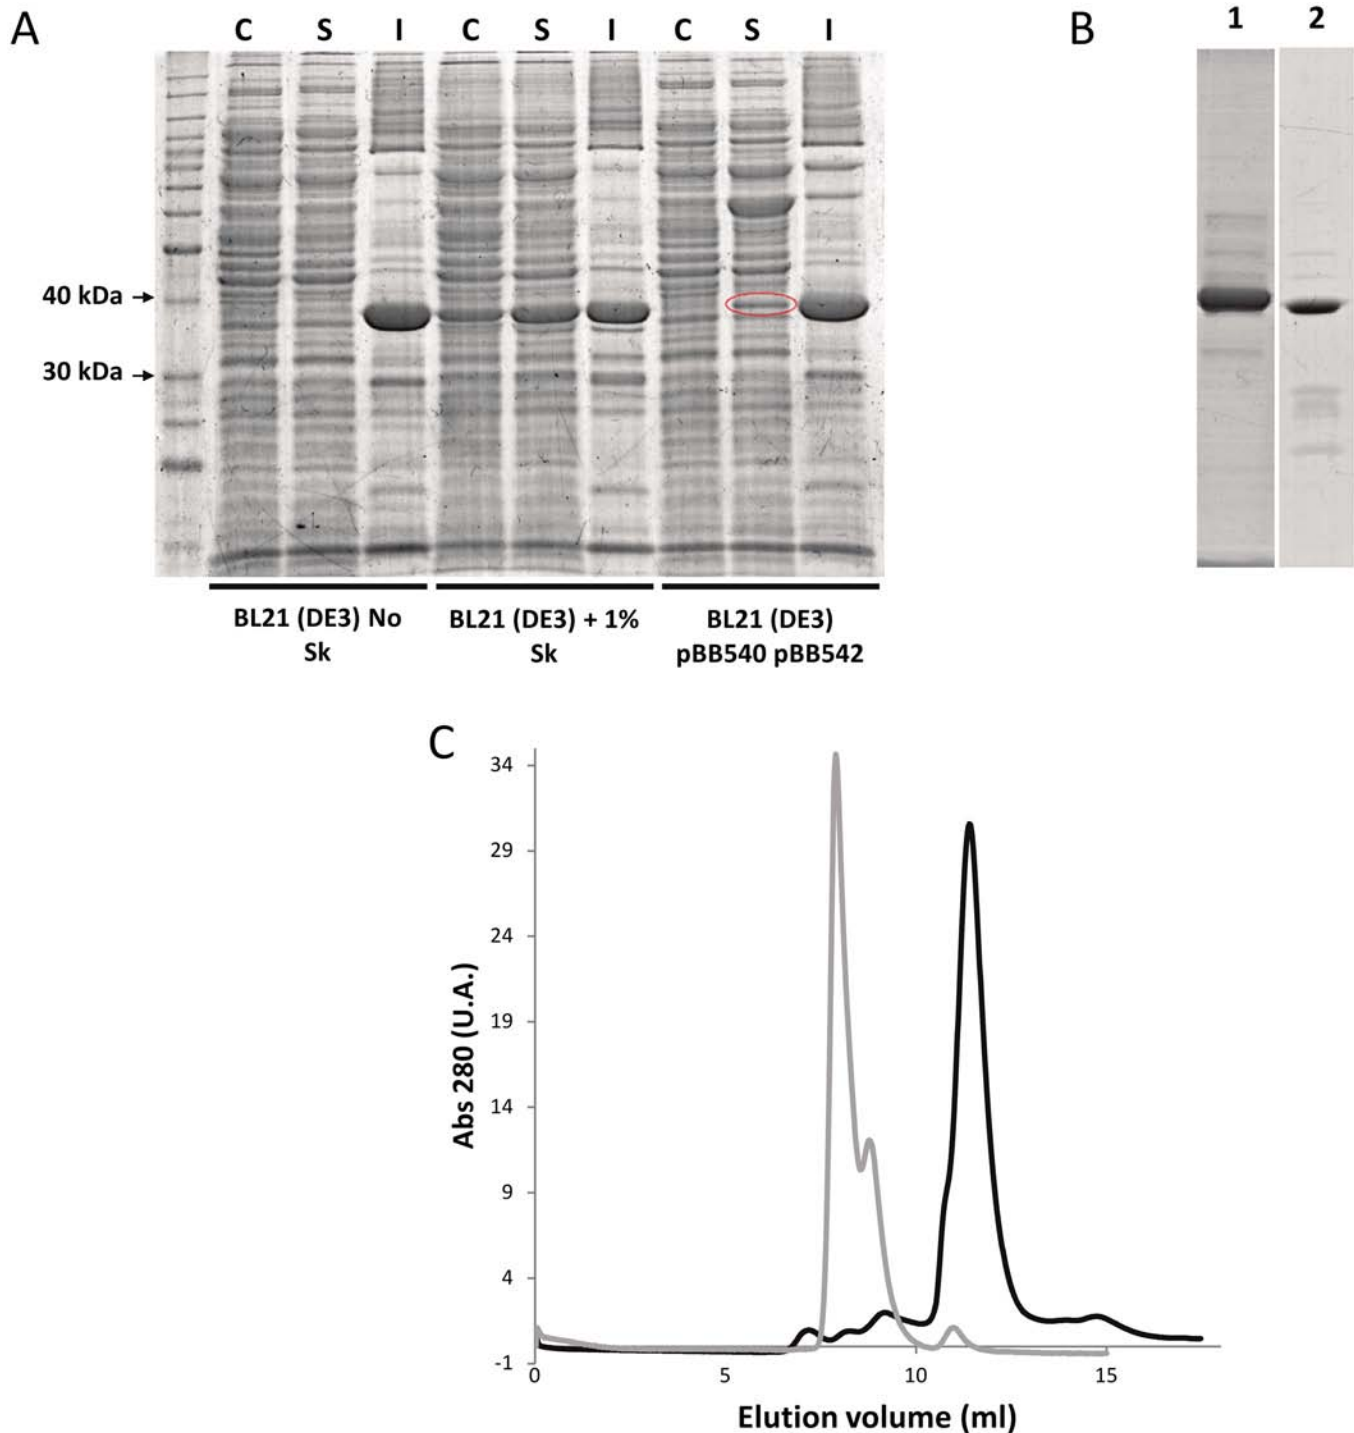 A
B
C S I C S I C S I
1 2
40 kDa
30 kDa
BL21 (DE3) No
Sk
BL21 (DE3) + 1%
Sk
BL21 (DE3)
pBB540 pBB542
C
34
29
24
19
14
9
4
-1
0 5 10 15
Abs 280 (U.A.)
Elution volume (ml)